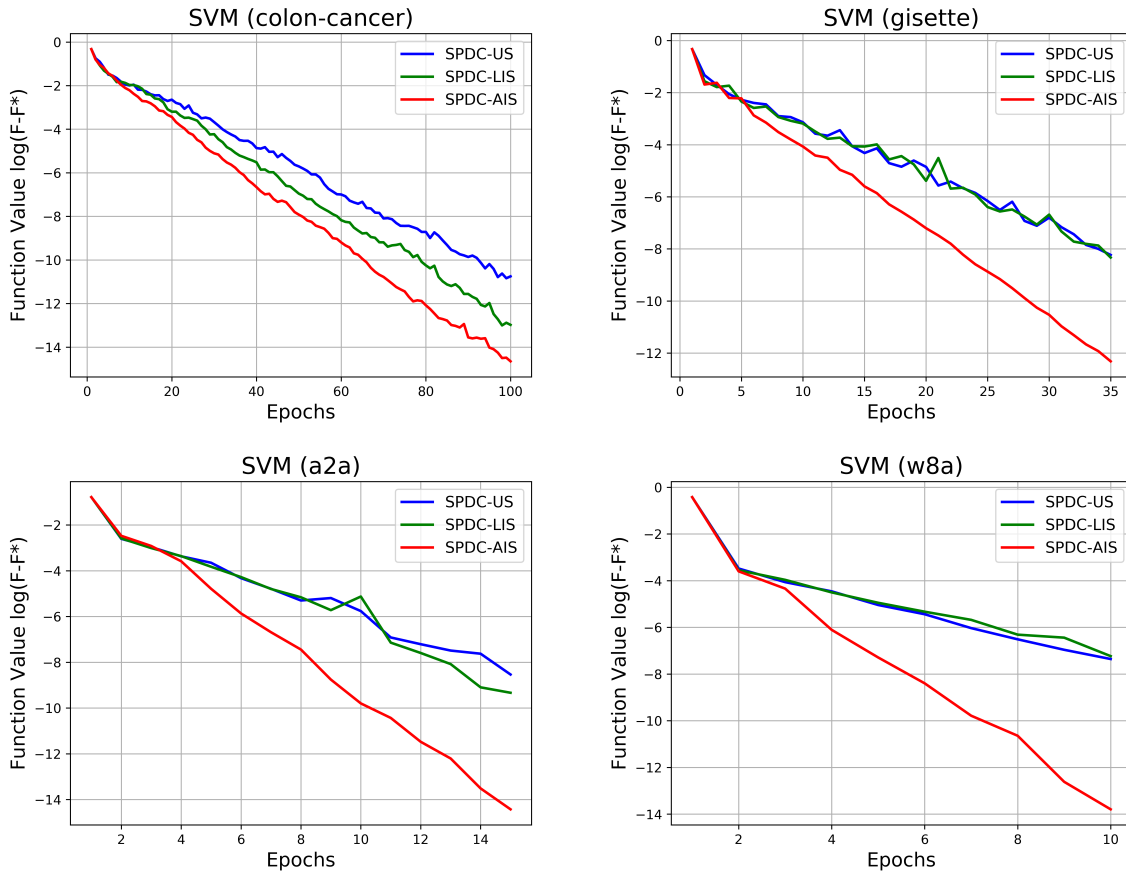 SVM (colon-cancer)
Function Value log(F-F*)
0
−2
−4
−6
−8
−10
−12
−14
SPDC-US
SPDC-LIS
SPDC-AIS
0 20 40 60 80 100
Epochs
SVM (gisette)
Function Value log(F-F*)
0
−2
−4
−6
−8
−10
−12
SPDC-US
SPDC-LIS
SPDC-AIS
0 5 10 15 20 25 30 35
Epochs
SVM (a2a)
Function Value log(F-F*)
−2
−4
−6
−8
−10
−12
−14
SPDC-US
SPDC-LIS
SPDC-AIS
2 4 6 8 10 12 14
Epochs
SVM (w8a)
Function Value log(F-F*)
0
−2
−4
−6
−8
−10
−12
−14
SPDC-US
SPDC-LIS
SPDC-AIS
2 4 6 8 10
Epochs